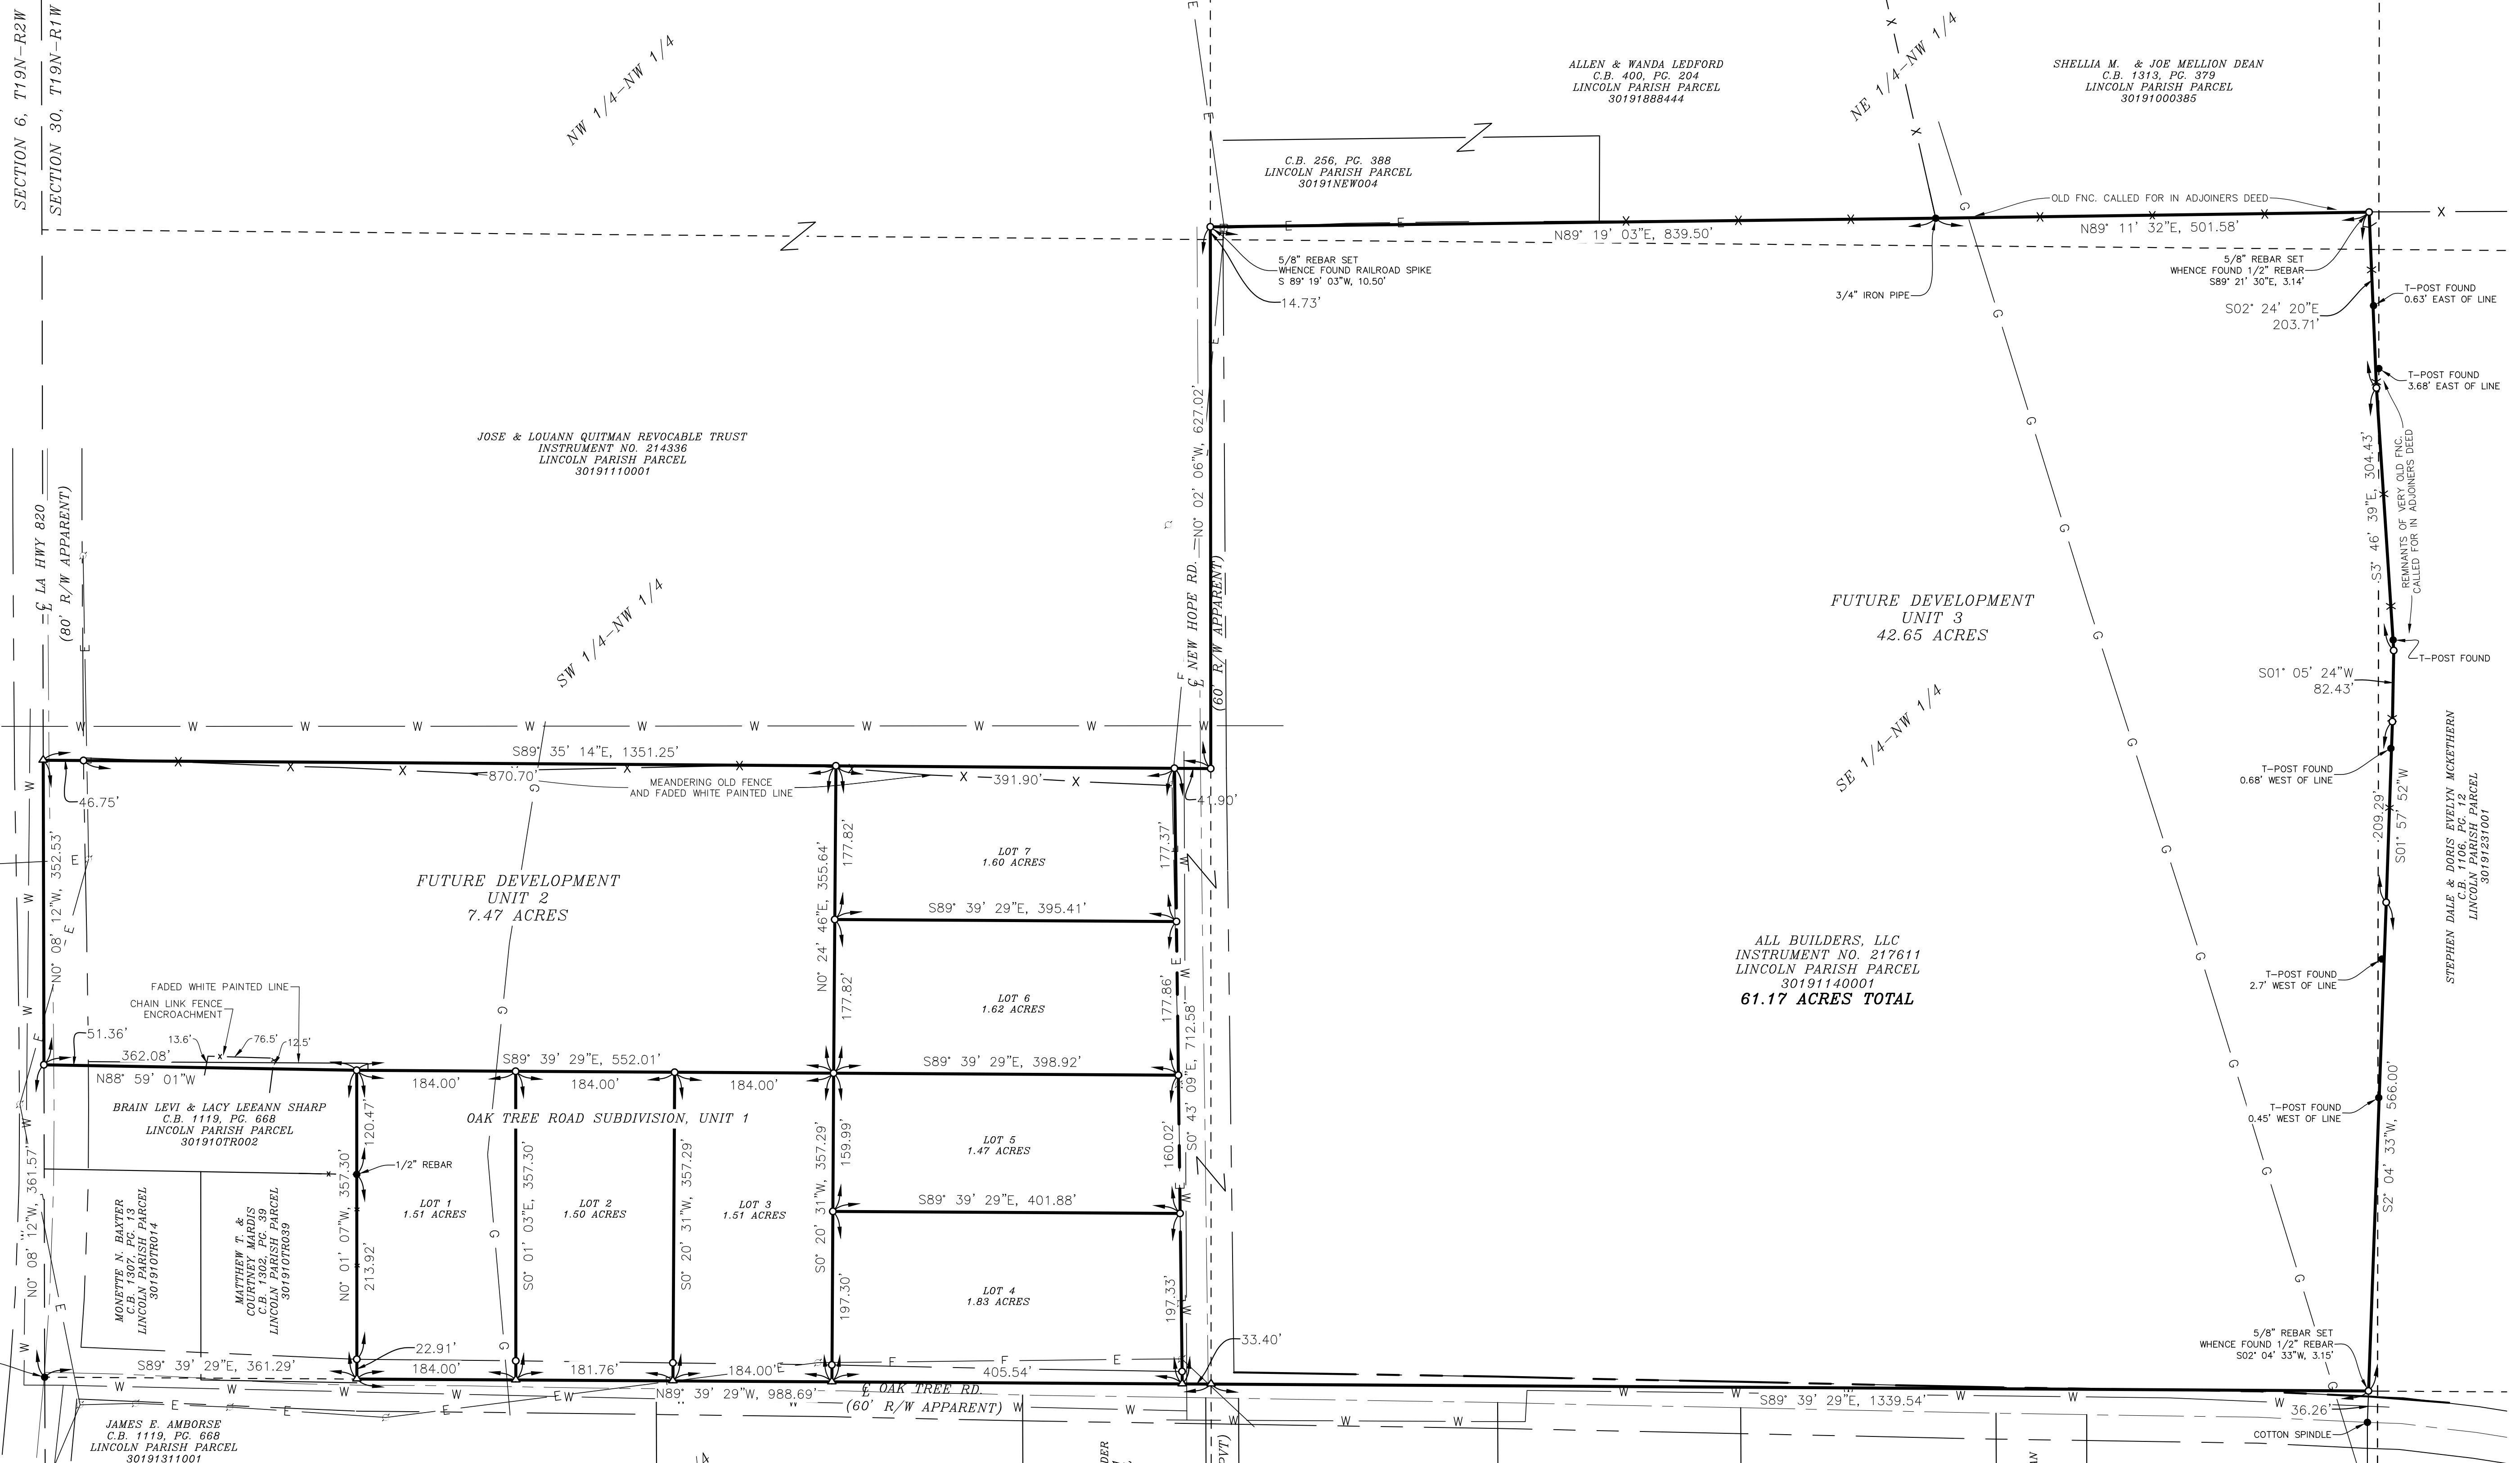 SECTION 6, T19N-R2W
SECTION 30, T19N-R1W
NW 1/4-NW 1/4
NE 1/4-NW 1/4
ALLEN & WANDA LEDFORD
C.B. 400, PG. 204
LINCOLN PARISH PARCEL
30191888444
SHELLIA M. & JOE MELLION DEAN
C.B. 1313, PG. 379
LINCOLN PARISH PARCEL
30191000385
C.B. 256, PG. 388
LINCOLN PARISH PARCEL
30191NEW004
OLD FNC. CALLED FOR IN ADJOINERS DEED
N89° 19' 03"E, 839.50'
N89° 11' 32"E, 501.58'
5/8" REBAR SET
WHENCE FOUND RAILROAD SPIKE
S 89° 19' 03"W, 10.50'
14.73'
3/4" IRON PIPE
5/8" REBAR SET
WHENCE FOUND 1/2" REBAR
S89° 21' 30"E, 3.14'
S02° 24' 20"E
203.71'
T-POST FOUND
0.63' EAST OF LINE
T-POST FOUND
3.68' EAST OF LINE
JOSE & LOUANN QUITMAN REVOCABLE TRUST
INSTRUMENT NO. 214336
LINCOLN PARISH PARCEL
30191110001
℄ LA HWY 820
(80' R/W APPARENT)
SW 1/4-NW 1/4
N0° 02' 06"W, 627.02'
℄ NEW HOPE RD.
(60' R/W APPARENT)
S3° 46' 39"E, 304.43'
REMNANTS OF VERY OLD FNC.
CALLED FOR IN ADJOINERS DEED
FUTURE DEVELOPMENT
UNIT 3
42.65 ACRES
T-POST FOUND
S01° 05' 24"W
82.43'
SE 1/4-NW 1/4
T-POST FOUND
0.68' WEST OF LINE
209.29'
S01° 57' 52"W
STEPHEN DALE & DORIS EVELYN MCKETHERN
C.B. 1106, PG. 12
LINCOLN PARISH PARCEL
30191231001
S89° 35' 14"E, 1351.25'
870.70'
MEANDERING OLD FENCE
AND FADED WHITE PAINTED LINE
391.90'
41.90'
46.75'
N0° 08' 12"W, 352.53'
FUTURE DEVELOPMENT
UNIT 2
7.47 ACRES
N0° 24' 46"E, 355.64'
177.82'
177.82'
LOT 7
1.60 ACRES
177.37'
S89° 39' 29"E, 395.41'
LOT 6
1.62 ACRES
177.86'
S0° 43' 09"E, 712.58'
ALL BUILDERS, LLC
INSTRUMENT NO. 217611
LINCOLN PARISH PARCEL
30191140001
61.17 ACRES TOTAL
T-POST FOUND
2.7' WEST OF LINE
T-POST FOUND
0.45' WEST OF LINE
S2° 04' 33"W, 566.00'
FADED WHITE PAINTED LINE
CHAIN LINK FENCE
ENCROACHMENT
13.6'
76.5'
12.5'
51.36'
362.08'
N88° 59' 01"W
S89° 39' 29"E, 552.01'
184.00'
184.00'
184.00'
S89° 39' 29"E, 398.92'
BRAIN LEVI & LACY LEEANN SHARP
C.B. 1119, PG. 668
LINCOLN PARISH PARCEL
301910TR002
OAK TREE ROAD SUBDIVISION, UNIT 1
120.47'
1/2" REBAR
N0° 08' 12"W, 361.57'
MONETTE N. BAXTER
C.B. 1307, PG. 13
LINCOLN PARISH PARCEL
301910TR014
MATTHEW T. &
COURTNEY MARDIS
C.B. 1302, PG. 39
LINCOLN PARISH PARCEL
301910TR039
N0° 01' 07"W, 357.30'
213.92'
LOT 1
1.51 ACRES
S0° 01' 03"E, 357.30'
LOT 2
1.50 ACRES
S0° 20' 31"W, 357.29'
LOT 3
1.51 ACRES
S0° 20' 31"W, 357.29'
159.99'
197.30'
LOT 5
1.47 ACRES
160.02'
S89° 39' 29"E, 401.88'
LOT 4
1.83 ACRES
197.33'
33.40'
22.91'
S89° 39' 29"E, 361.29'
184.00'
181.76'
184.00'
405.54'
N89° 39' 29"W, 988.69'
℄ OAK TREE RD.
(60' R/W APPARENT)
S89° 39' 29"E, 1339.54'
5/8" REBAR SET
WHENCE FOUND 1/2" REBAR
S02° 04' 33"W, 3.15'
36.26'
COTTON SPINDLE
JAMES E. AMBORSE
C.B. 1119, PG. 668
LINCOLN PARISH PARCEL
30191311001